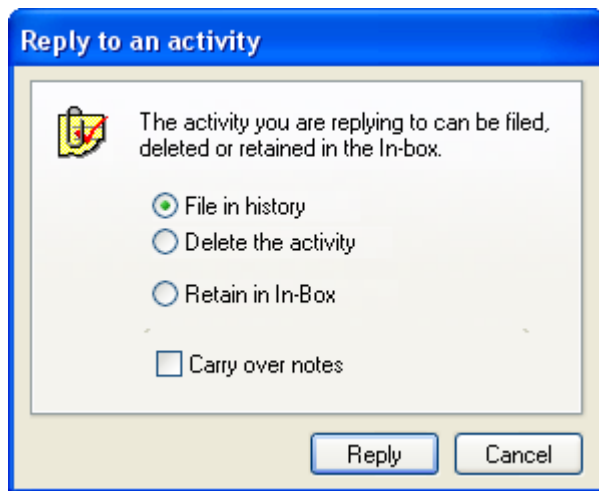 Reply to an activity
The activity you are replying to can be filed,
deleted or retained in the In-box.
File in history
Delete the activity
Retain in In-Box
Carry over notes
Reply Cancel